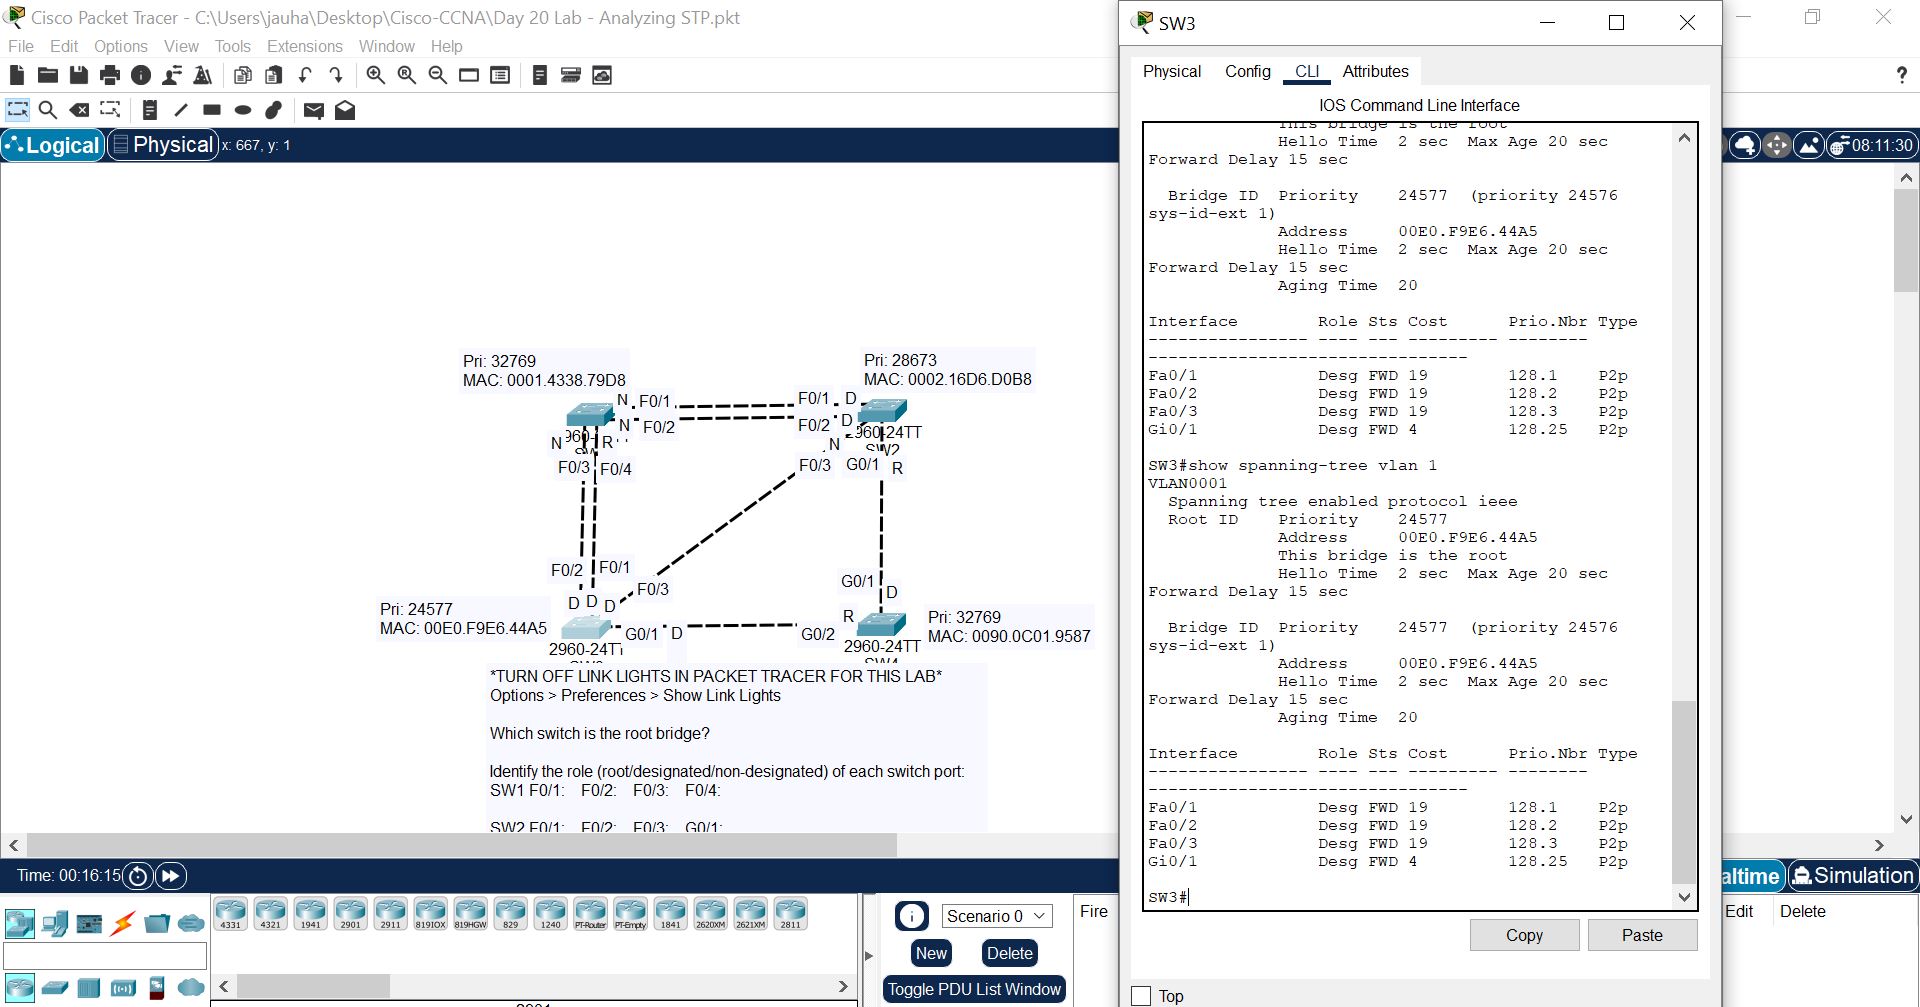 Cisco Packet Tracer - C:\Users\jauha\Desktop\Cisco-CCNA\Day 20 Lab - Analyzing STP.pkt
File Edit Options View Tools Extensions Window Help
?
Logical Physical x: 667, y: 1
08:11:30
Pri: 32769
MAC: 0001.4338.79D8
Pri: 28673
MAC: 0002.16D6.D0B8
N F0/1 F0/1 D
N F0/2 F0/2 D
2960-24TT
SW2
N R
F0/3 F0/4
N
F0/3 G0/1 R
F0/2 F0/1
F0/3
G0/1
D
D D D
Pri: 24577
MAC: 00E0.F9E6.44A5
G0/1 D
R
G0/2
Pri: 32769
MAC: 0090.0C01.9587
2960-24TT
2960-24TT
SW4
*TURN OFF LINK LIGHTS IN PACKET TRACER FOR THIS LAB*
Options > Preferences > Show Link Lights
Which switch is the root bridge?
Identify the role (root/designated/non-designated) of each switch port:
SW1 F0/1: F0/2: F0/3: F0/4:
SW2 F0/1: F0/2: F0/3: G0/1:
Time: 00:16:15
4331 4321 1941 2901 2911 819IOX 819HGW 829 1240 PT-Router PT-Empty 1841 2620XM 2621XM 2811
2901
Scenario 0
New Delete
Toggle PDU List Window
Fire
altime Simulation
Edit Delete
SW3
Physical Config CLI Attributes
IOS Command Line Interface
This bridge is the root
Hello Time 2 sec Max Age 20 sec
Forward Delay 15 sec
Bridge ID Priority 24577 (priority 24576
sys-id-ext 1)
Address 00E0.F9E6.44A5
Hello Time 2 sec Max Age 20 sec
Forward Delay 15 sec
Aging Time 20
Interface Role Sts Cost Prio.Nbr Type
---------------- ---- --- --------- --------
--------------------------------
Fa0/1 Desg FWD 19 128.1 P2p
Fa0/2 Desg FWD 19 128.2 P2p
Fa0/3 Desg FWD 19 128.3 P2p
Gi0/1 Desg FWD 4 128.25 P2p
SW3#show spanning-tree vlan 1
VLAN0001
Spanning tree enabled protocol ieee
Root ID Priority 24577
Address 00E0.F9E6.44A5
This bridge is the root
Hello Time 2 sec Max Age 20 sec
Forward Delay 15 sec
Bridge ID Priority 24577 (priority 24576
sys-id-ext 1)
Address 00E0.F9E6.44A5
Hello Time 2 sec Max Age 20 sec
Forward Delay 15 sec
Aging Time 20
Interface Role Sts Cost Prio.Nbr Type
---------------- ---- --- --------- --------
--------------------------------
Fa0/1 Desg FWD 19 128.1 P2p
Fa0/2 Desg FWD 19 128.2 P2p
Fa0/3 Desg FWD 19 128.3 P2p
Gi0/1 Desg FWD 4 128.25 P2p
SW3#
Copy Paste
Top